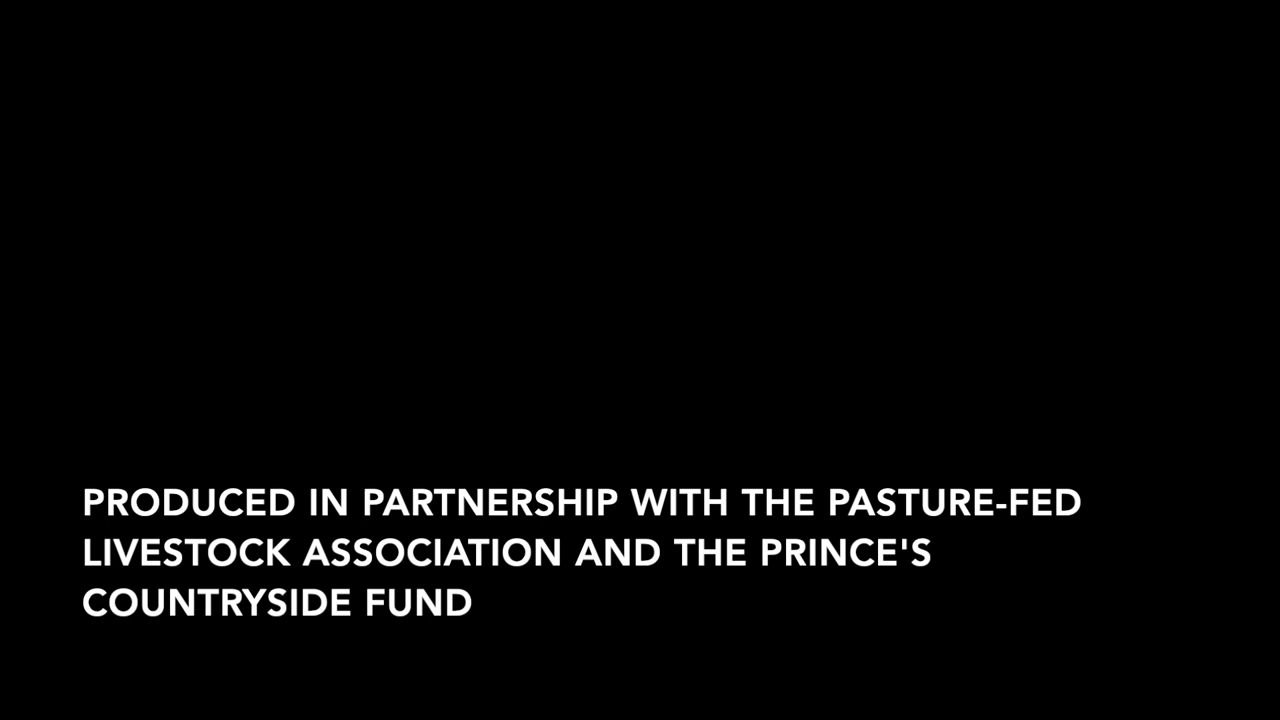 PRODUCED IN PARTNERSHIP WITH THE PASTURE-FED
LIVESTOCK ASSOCIATION AND THE PRINCE'S
COUNTRYSIDE FUND